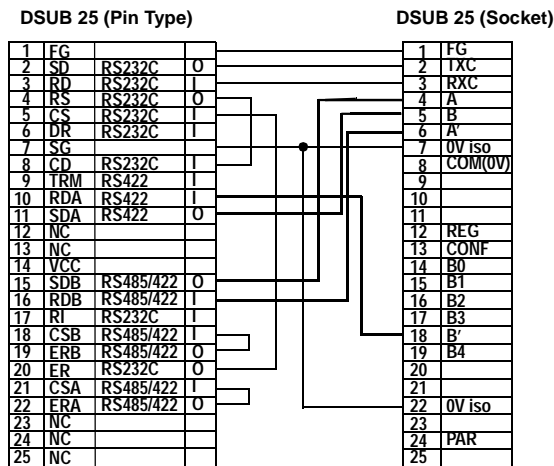 DSUB 25 (Pin Type)
DSUB 25 (Socket)
1 FG
2 SD RS232C O
3 RD RS232C I
4 RS RS232C O
5 CS RS232C I
6 DR RS232C I
7 SG
8 CD RS232C I
9 TRM RS422 I
10 RDA RS422 I
11 SDA RS422 O
12 NC
13 NC
14 VCC
15 SDB RS485/422 O
16 RDB RS485/422 I
17 RI RS232C I
18 CSB RS485/422 I
19 ERB RS485/422 O
20 ER RS232C O
21 CSA RS485/422 I
22 ERA RS485/422 O
23 NC
24 NC
25 NC
1 FG
2 TXC
3 RXC
4 A
5 B
6 A'
7 0V iso
8 COM(0V)
9
10
11
12 REG
13 CONF
14 B0
15 B1
16 B2
17 B3
18 B'
19 B4
20
21
22 0V iso
23
24 PAR
25